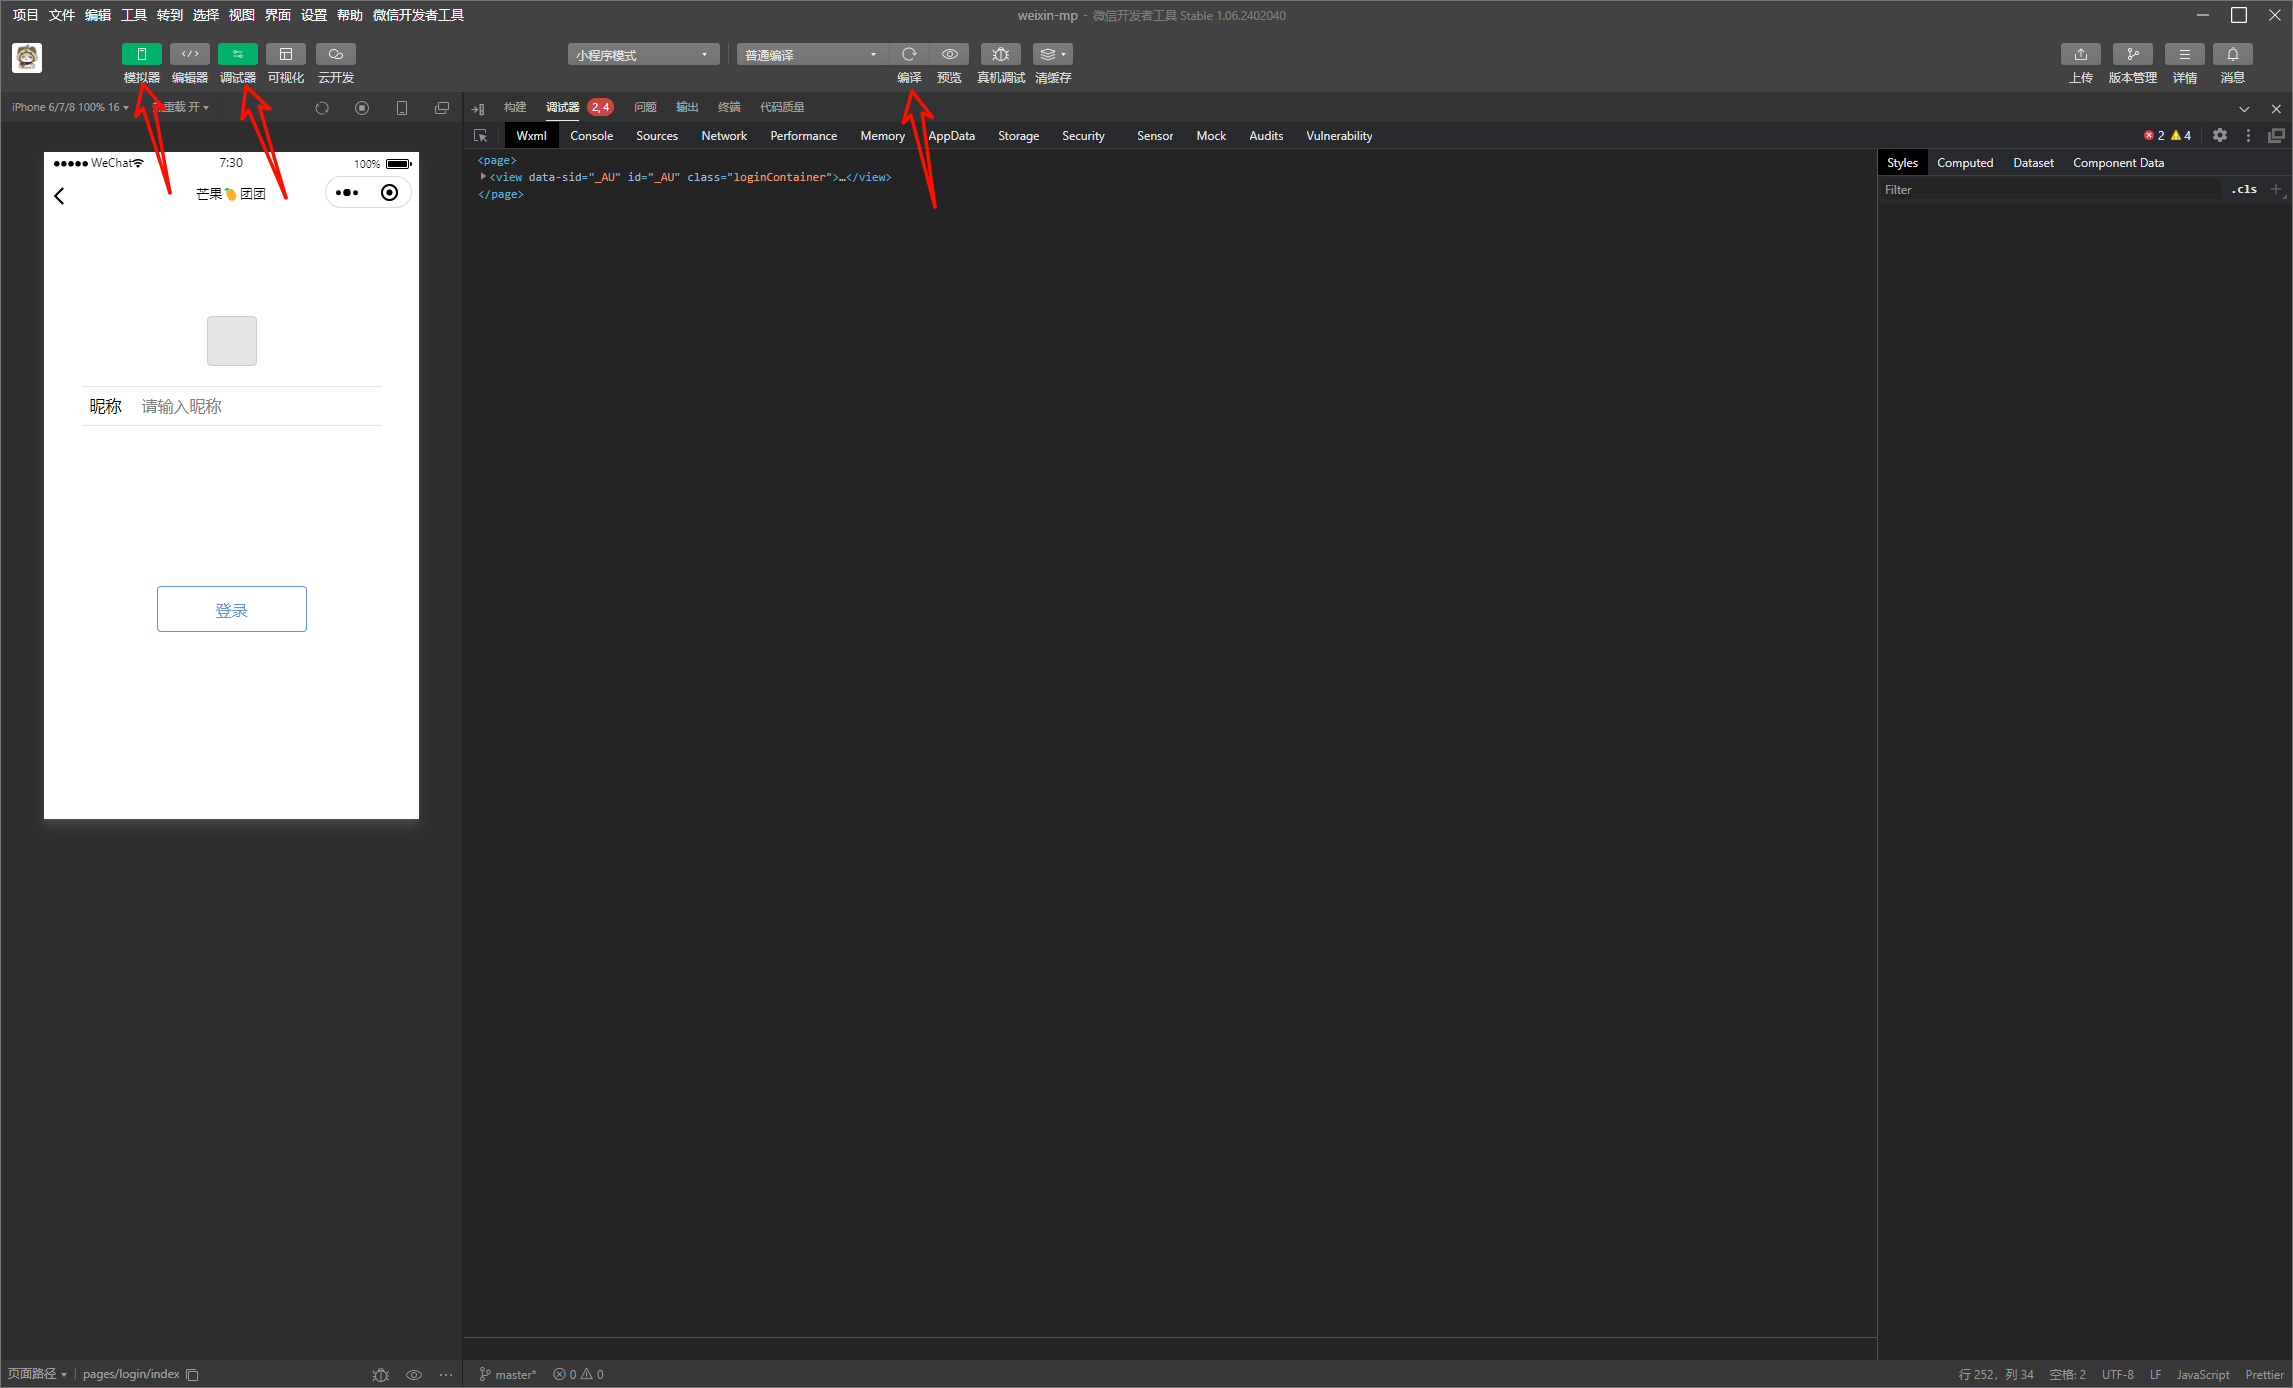 项目 文件 编辑 工具 转到 选择 视图 界面 设置 帮助 微信开发者工具
weixin-mp - 微信开发者工具 Stable 1.06.2402040
模拟器 编辑器 调试器 可视化 云开发
小程序模式 普通编译
编译 预览 真机调试 清缓存
上传 版本管理 详情 消息
iPhone 6/7/8 100% 16 重载 开
构建 调试器 2, 4 问题 输出 终端 代码质量
Wxml Console Sources Network Performance Memory AppData Storage Security Sensor Mock Audits Vulnerability
2 4
WeChat 7:30 100%
芒果🥭团团
昵称 请输入昵称
登录
<page>
<view data-sid="_AU" id="_AU" class="loginContainer">…</view>
</page>
Styles Computed Dataset Component Data
Filter .cls
页面路径 pages/login/index
master* 0 0
行 252，列 34 空格: 2 UTF-8 LF JavaScript Prettier